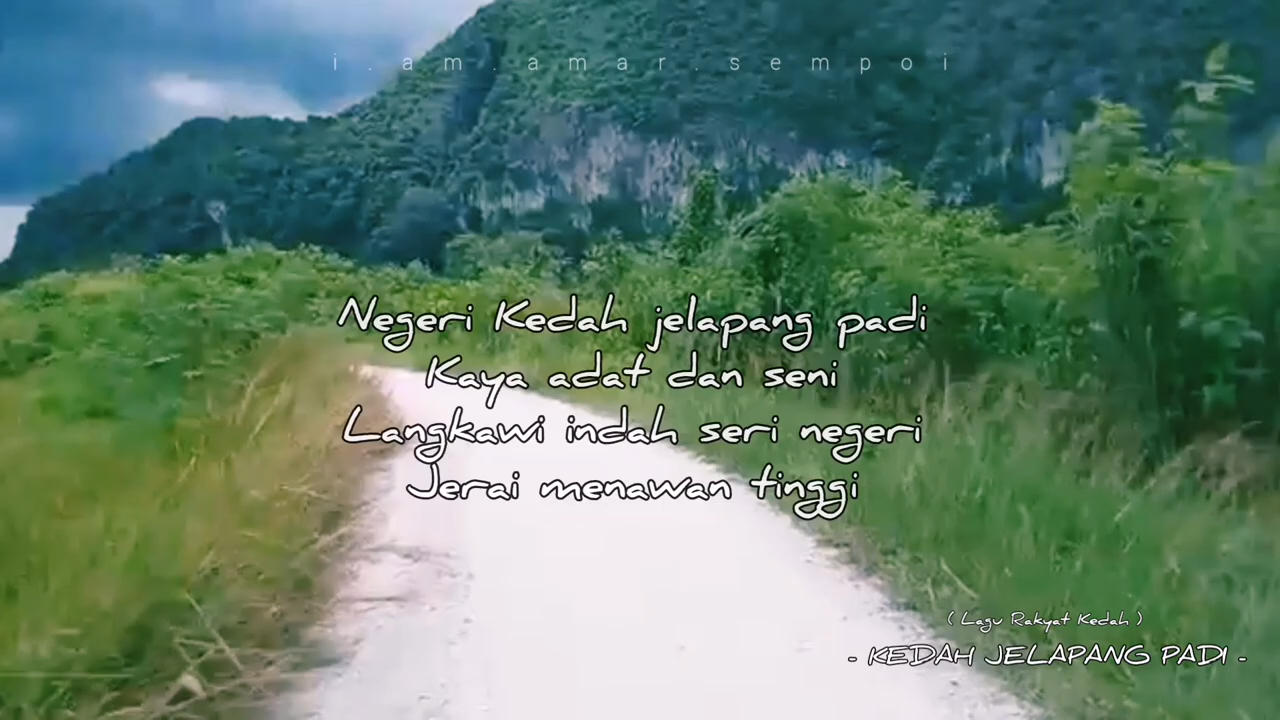 i.am.amar.sempoi
Negeri Kedah jelapang padi
Kaya adat dan seni
Langkawi indah seri negeri
Jerai menawan tinggi
( Lagu Rakyat Kedah )
- KEDAH JELAPANG PADI -